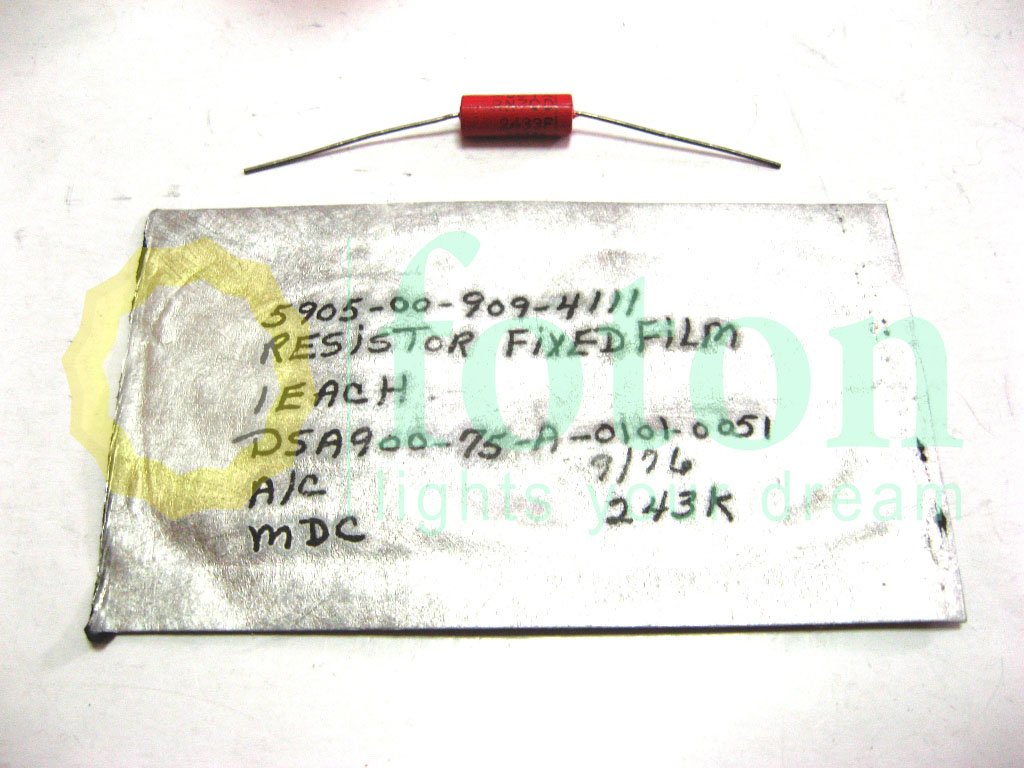 2433F
5905-00-909-4111
RESISTOR FIXED FILM
1 EACH
DSA900-75-A-0101-0051
9/76
A/C
243K
MDC
foton
lights your dream